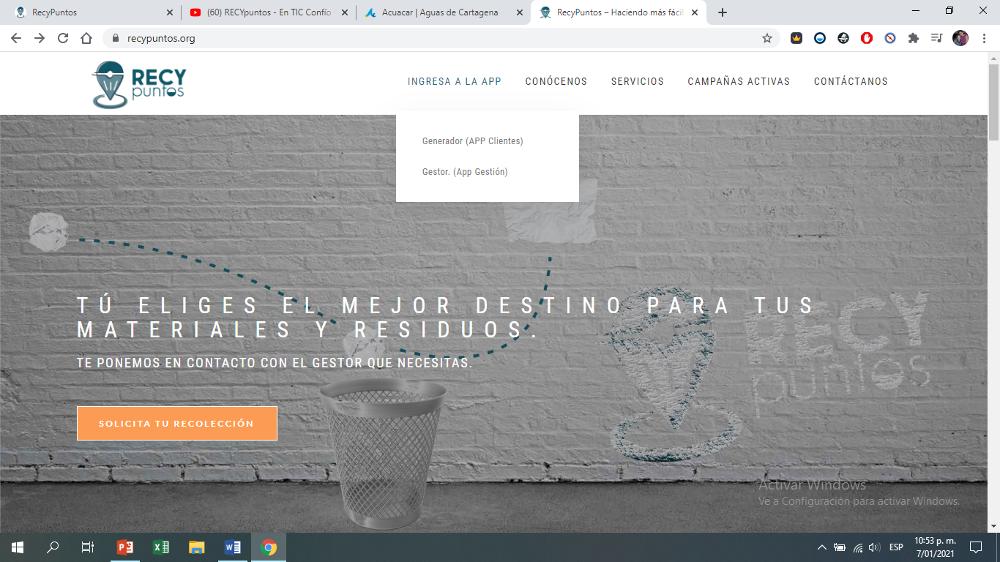 RecyPuntos
(60) RECYpuntos - En TIC Confío
Acuacar | Aguas de Cartagena
RecyPuntos – Haciendo más fácil
recypuntos.org
RECY
puntos
INGRESA A LA APP
CONÓCENOS
SERVICIOS
CAMPAÑAS ACTIVAS
CONTÁCTANOS
Generador (APP Clientes)
Gestor. (App Gestión)
TÚ ELIGES EL MEJOR DESTINO PARA TUS
MATERIALES Y RESIDUOS.
TE PONEMOS EN CONTACTO CON EL GESTOR QUE NECESITAS.
SOLICITA TU RECOLECCIÓN
RECY
puntos
Activar Windows
Ve a Configuración para activar Windows.
ESP
10:53 p. m.
7/01/2021